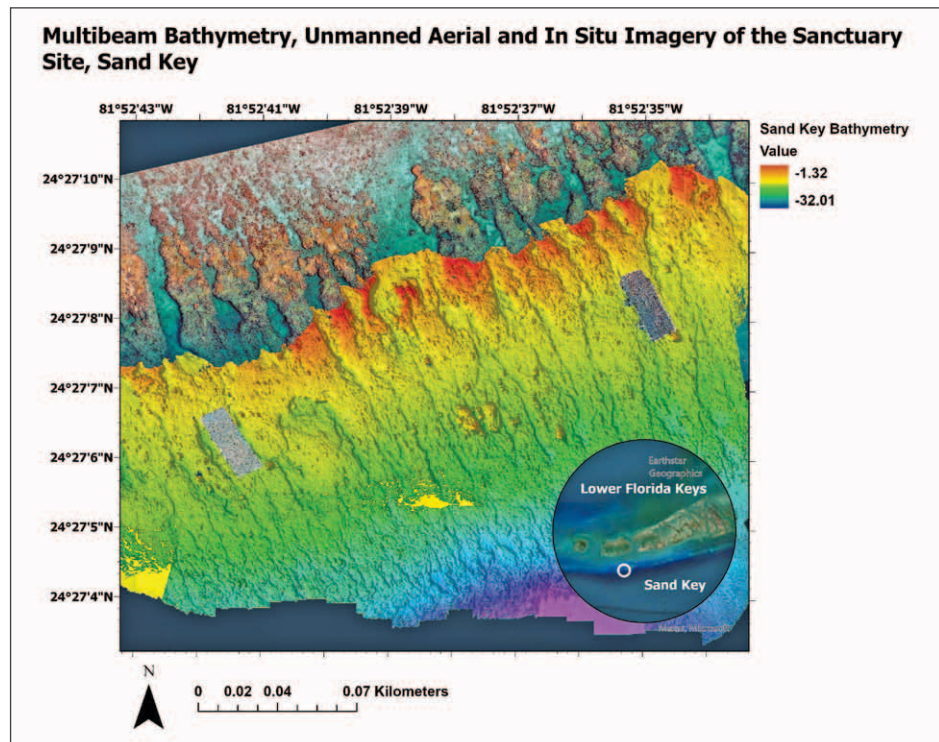 Multibeam Bathymetry, Unmanned Aerial and In Situ Imagery of the Sanctuary
Site, Sand Key
81°52'43"W 81°52'41"W 81°52'39"W 81°52'37"W 81°52'35"W
Sand Key Bathymetry
Value
-1.32
-32.01
24°27'10"N
24°27'9"N
24°27'8"N
24°27'7"N
24°27'6"N
24°27'5"N
24°27'4"N
Earthstar
Geographics
Lower Florida Keys
Sand Key
Microsoft
N
0 0.02 0.04 0.07 Kilometers